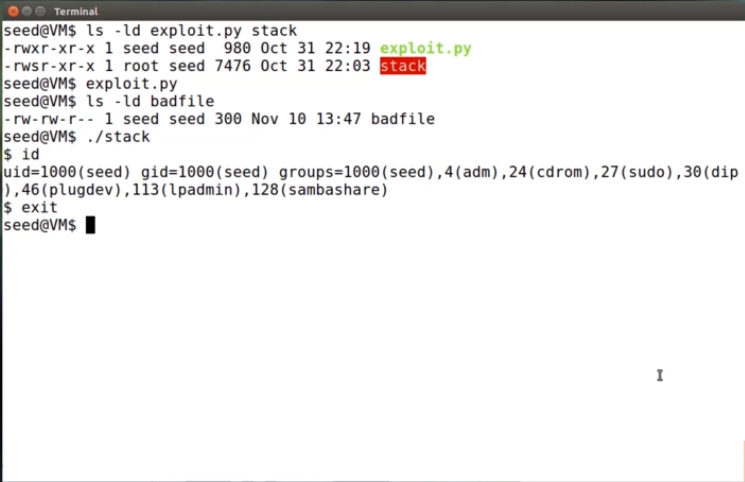 Terminal
seed@VM$ ls -ld exploit.py stack
-rwxr-xr-x 1 seed seed  980 Oct 31 22:19 exploit.py
-rwsr-xr-x 1 root seed 7476 Oct 31 22:03 stack
seed@VM$ exploit.py
seed@VM$ ls -ld badfile
-rw-rw-r-- 1 seed seed 300 Nov 10 13:47 badfile
seed@VM$ ./stack
$ id
uid=1000(seed) gid=1000(seed) groups=1000(seed),4(adm),24(cdrom),27(sudo),30(dip
),46(plugdev),113(lpadmin),128(sambashare)
$ exit
seed@VM$